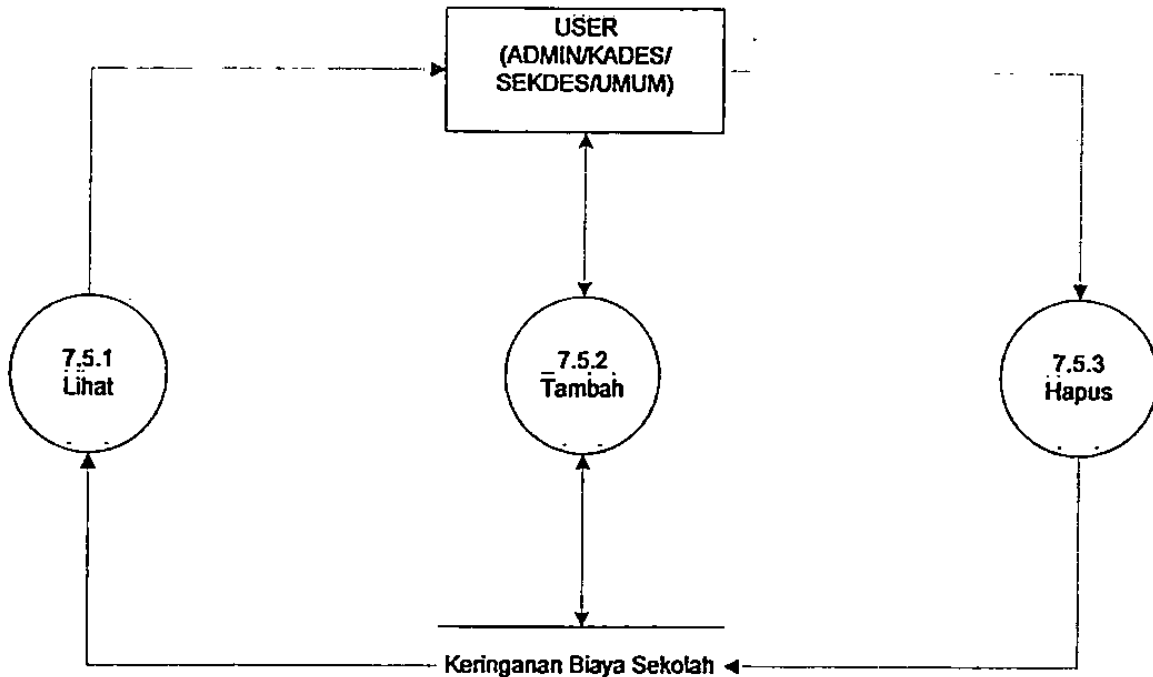 USER
(ADMIN/KADES/
SEKDES/UMUM)
7.5.1
Lihat
7.5.2
Tambah
7.5.3
Hapus
Keringanan Biaya Sekolah